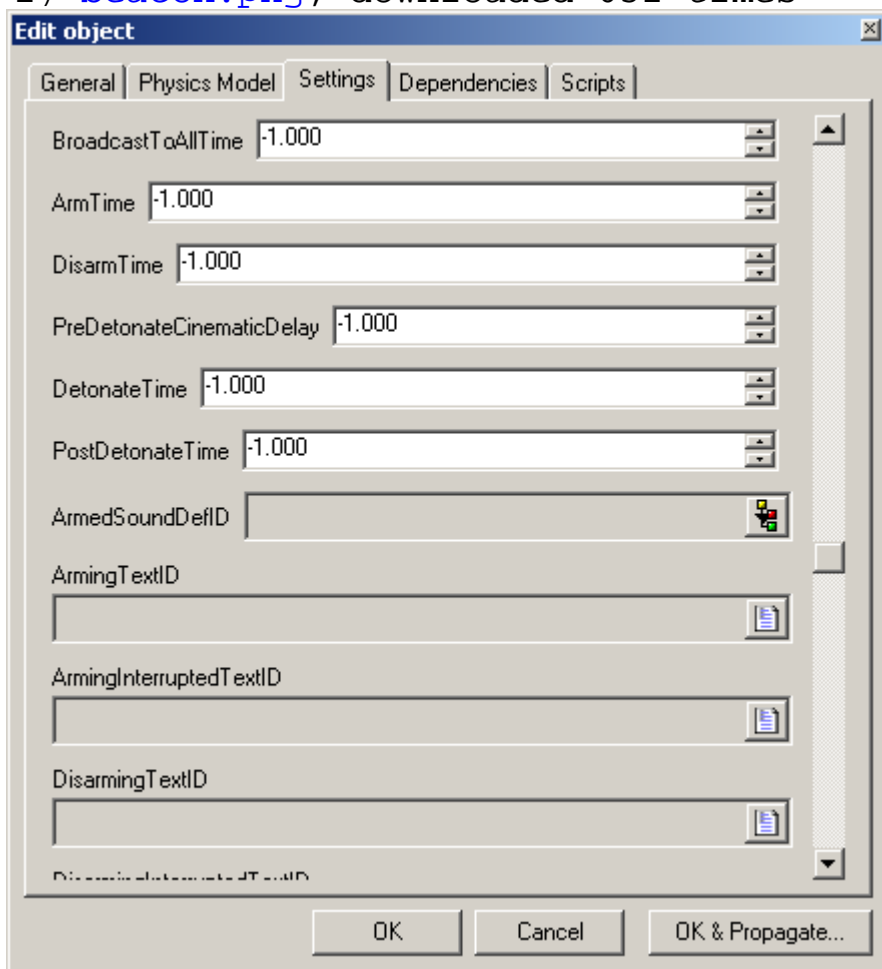 Edit object
General Physics Model Settings Dependencies Scripts
BroadcastToAllTime -1.000
ArmTime -1.000
DisarmTime -1.000
PreDetonateCinematicDelay -1.000
DetonateTime -1.000
PostDetonateTime -1.000
ArmedSoundDefID
ArmingTextID
ArmingInterruptedTextID
DisarmingTextID
OK Cancel OK & Propagate...